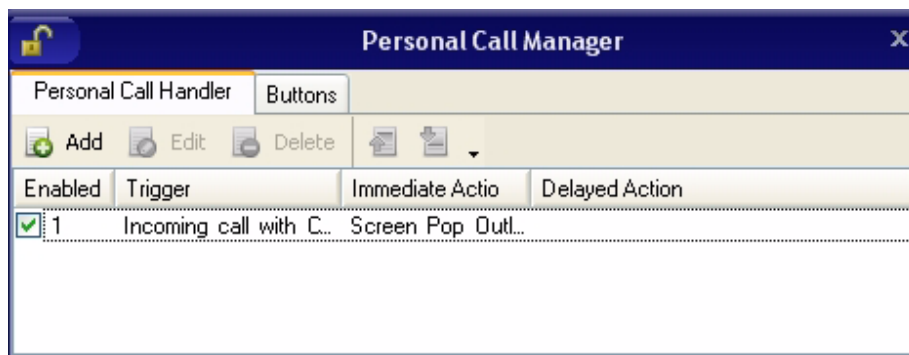 Personal Call Manager X
Personal Call Handler Buttons
Add Edit Delete
Enabled Trigger Immediate Actio Delayed Action
1 Incoming call with C... Screen Pop Outl...